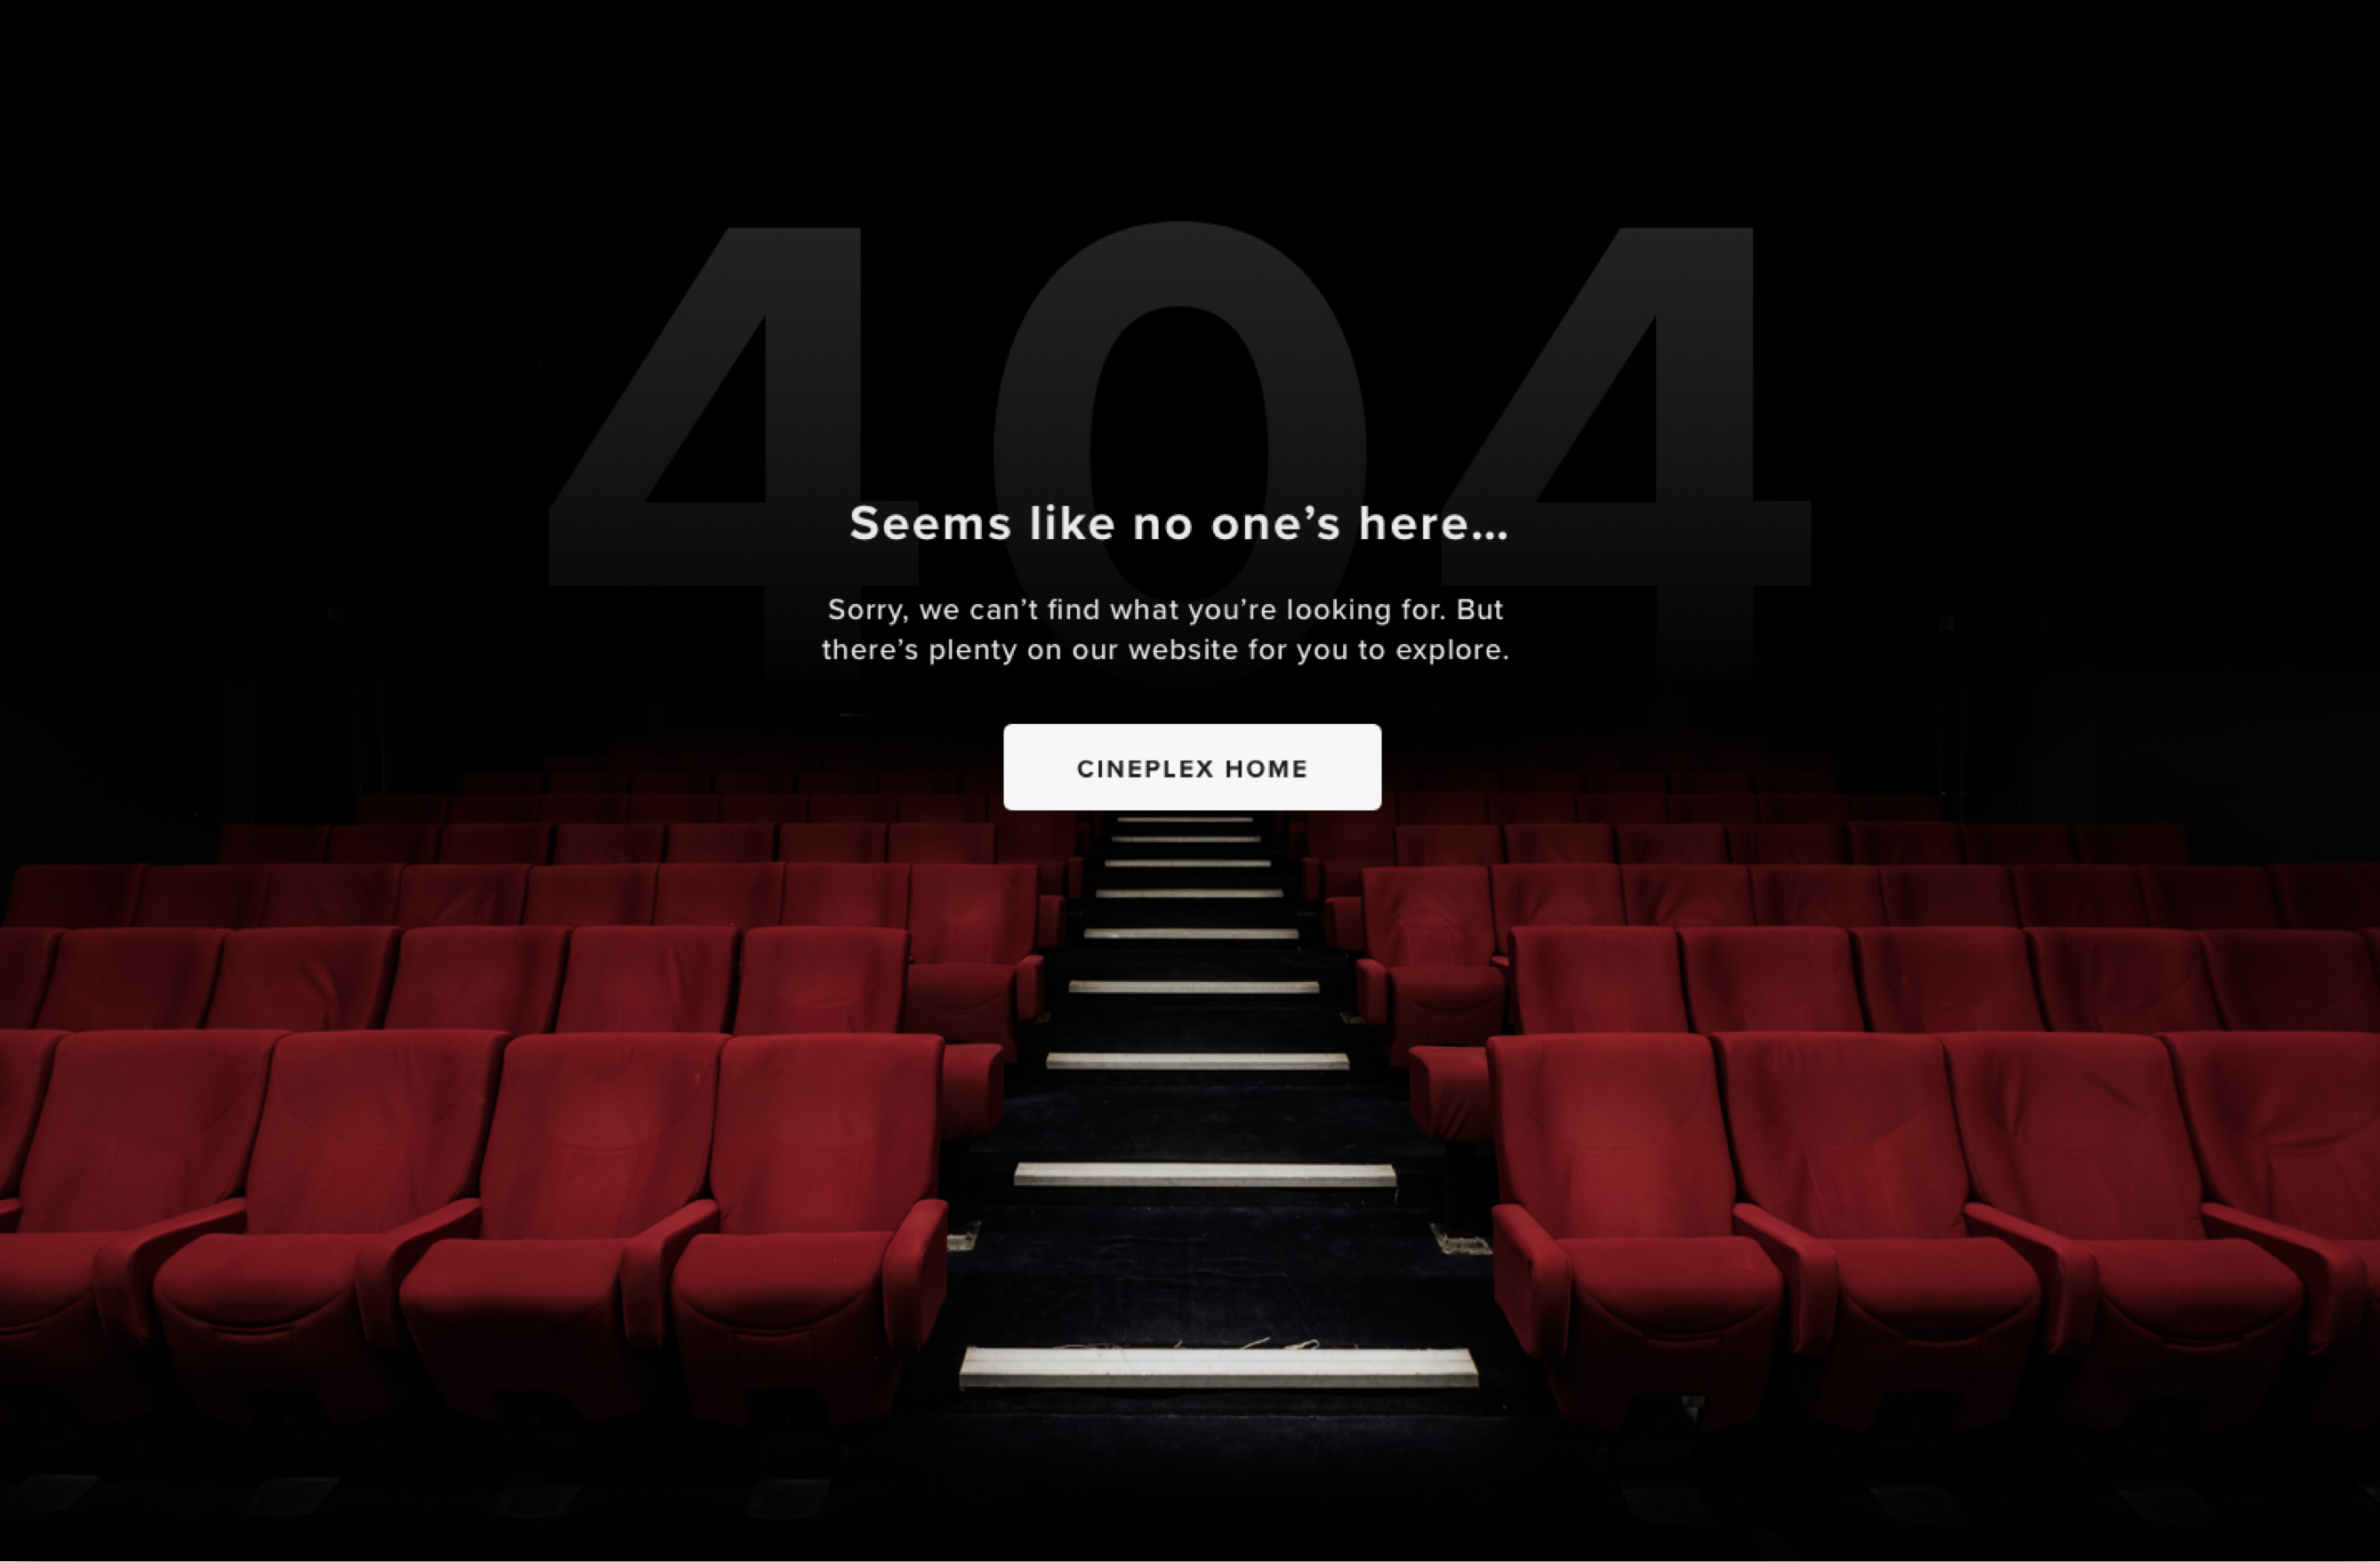 404
Seems like no one’s here...
Sorry, we can’t find what you’re looking for. But
there’s plenty on our website for you to explore.
CINEPLEX HOME